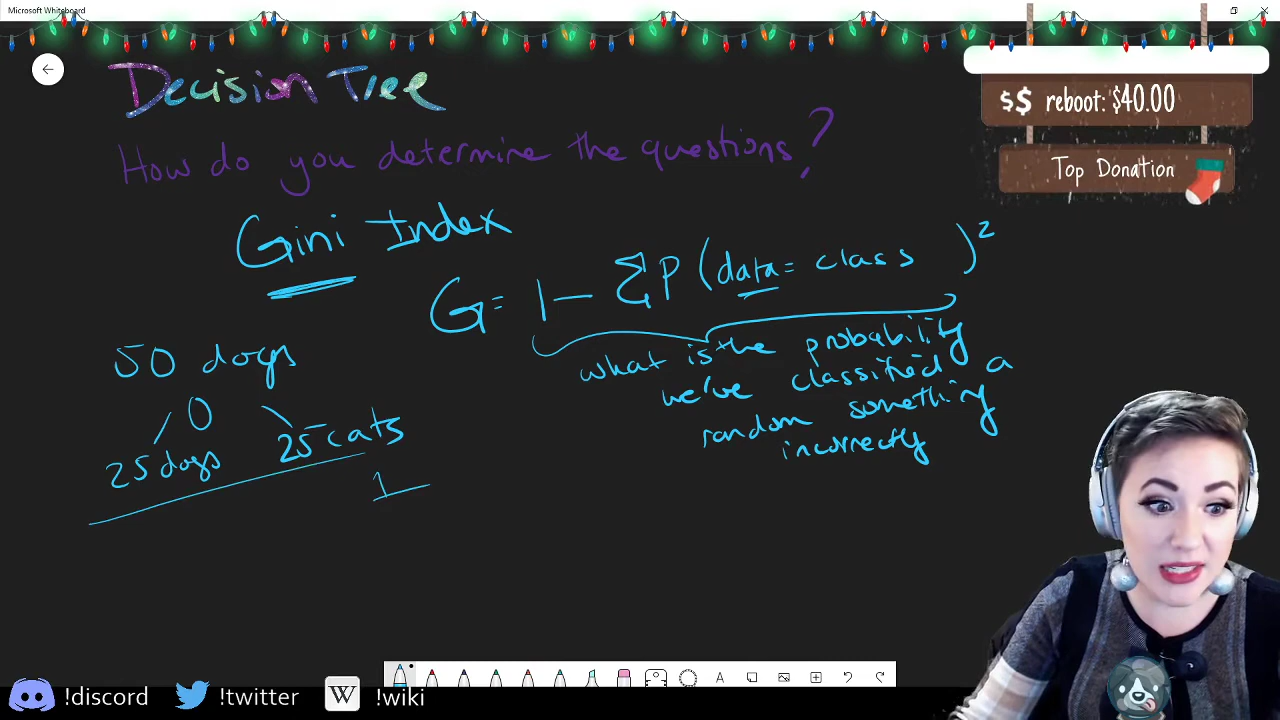 Microsoft Whiteboard
Decision Tree
$$ reboot: $40.00
Top Donation
How do you determine the questions?
Gini Index
G= 1 - Σ P (data = class )²
what is the probability
we've classified a
random something
incorrectly
50 dogs
0
25 dogs 25 cats
1
!discord !twitter W !wiki